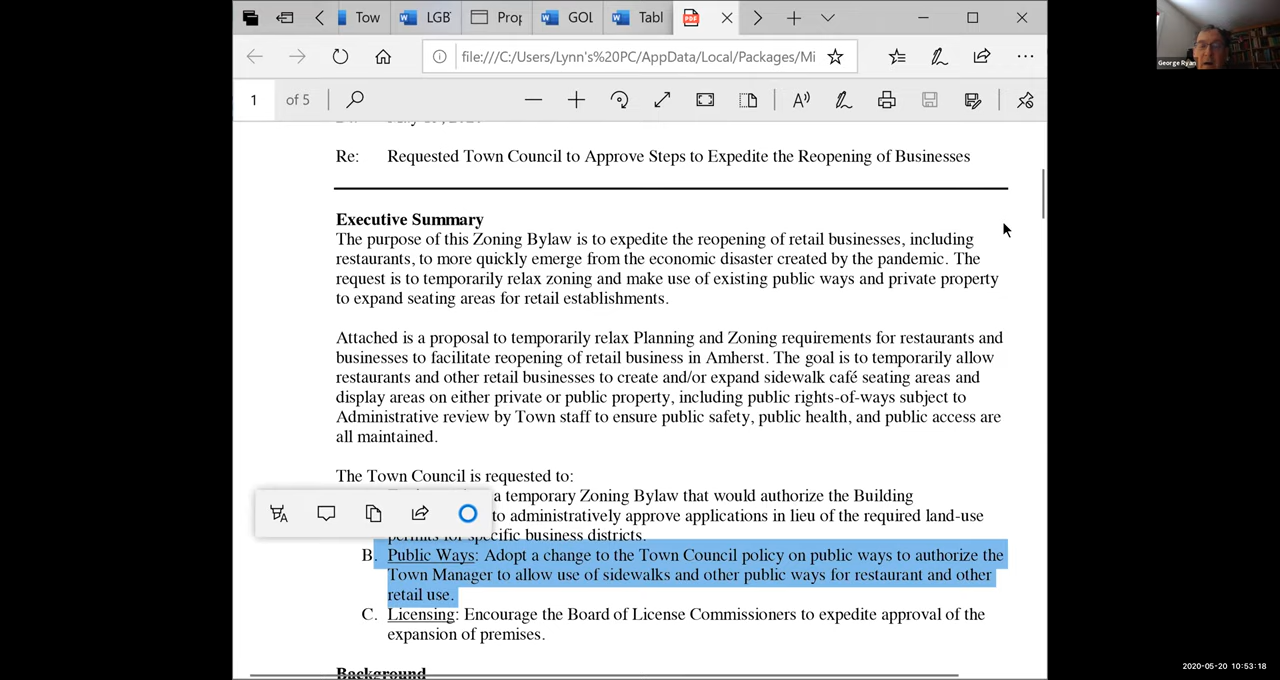 Tow LGB Prop GOL Tabl
file:///C:/Users/Lynn's%20PC/AppData/Local/Packages/Mi
George Ryan
1 of 5
Re: Requested Town Council to Approve Steps to Expedite the Reopening of Businesses
Executive Summary
The purpose of this Zoning Bylaw is to expedite the reopening of retail businesses, including
restaurants, to more quickly emerge from the economic disaster created by the pandemic. The
request is to temporarily relax zoning and make use of existing public ways and private property
to expand seating areas for retail establishments.
Attached is a proposal to temporarily relax Planning and Zoning requirements for restaurants and
businesses to facilitate reopening of retail business in Amherst. The goal is to temporarily allow
restaurants and other retail businesses to create and/or expand sidewalk café seating areas and
display areas on either private or public property, including public rights-of-ways subject to
Administrative review by Town staff to ensure public safety, public health, and public access are
all maintained.
The Town Council is requested to:
a temporary Zoning Bylaw that would authorize the Building
to administratively approve applications in lieu of the required land-use
permits for specific business districts.
B. Public Ways: Adopt a change to the Town Council policy on public ways to authorize the
Town Manager to allow use of sidewalks and other public ways for restaurant and other
retail use.
C. Licensing: Encourage the Board of License Commissioners to expedite approval of the
expansion of premises.
Background
2020-05-20 10:53:18